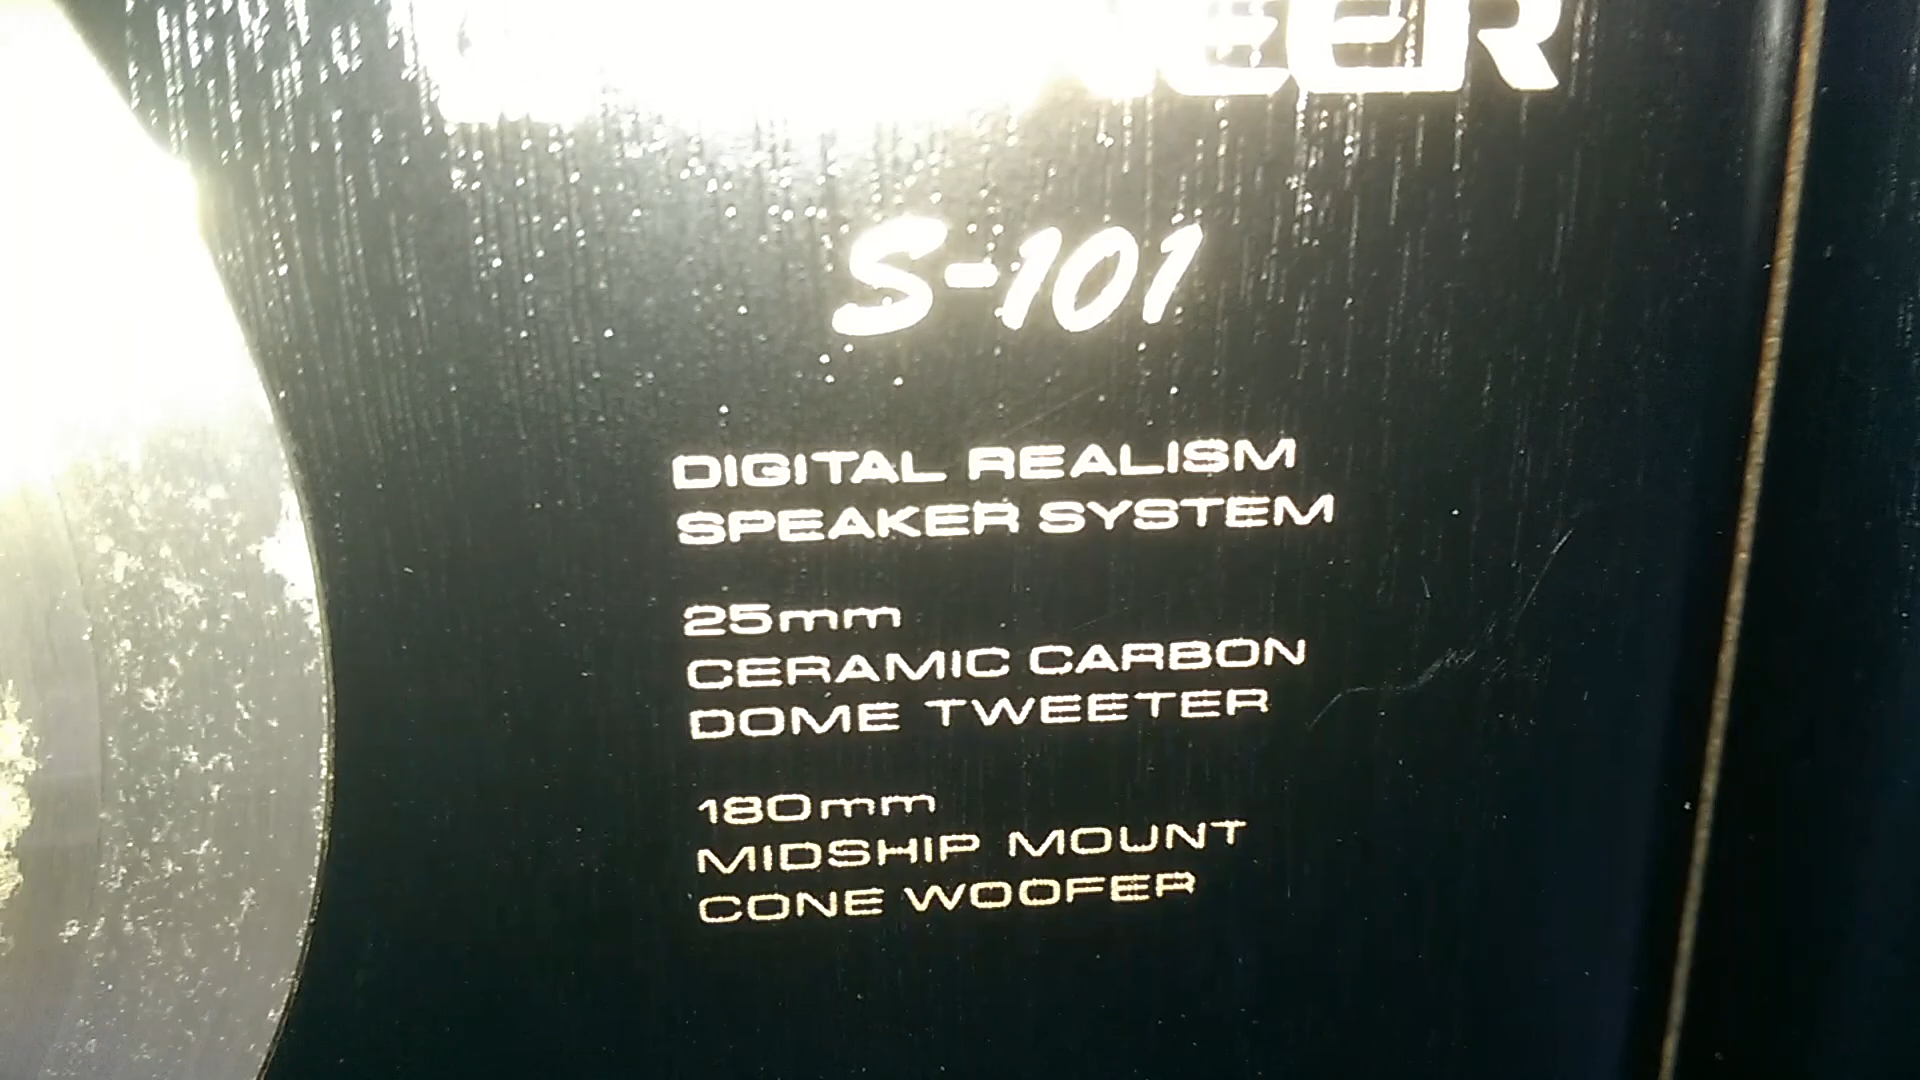 S-101
DIGITAL REALISM
SPEAKER SYSTEM
25mm
CERAMIC CARBON
DOME TWEETER
180mm
MIDSHIP MOUNT
CONE WOOFER